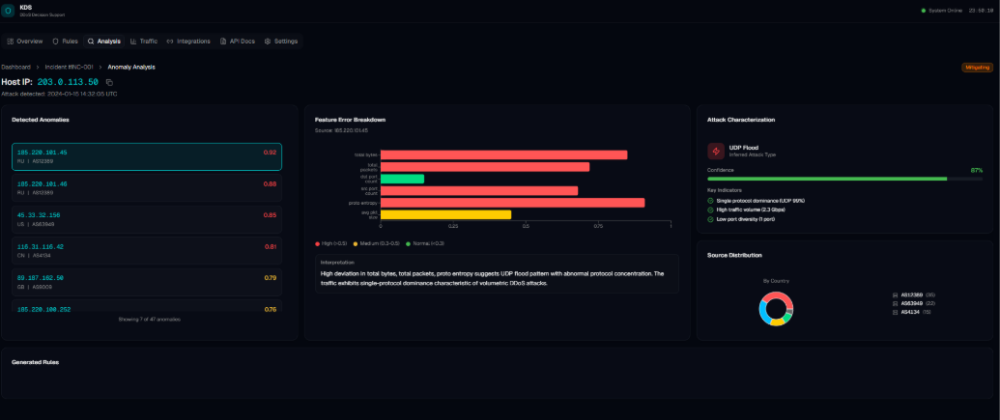 KDS
DDoS Decision Support
System Online 23:50:19
Overview Rules Analysis Traffic Integrations API Docs Settings
Dashboard > Incident #INC-001 > Anomaly Analysis
Mitigating
Host IP: 203.0.113.50
Attack detected: 2024-01-15 14:32:05 UTC
Detected Anomalies
185.220.101.45 0.92
RU | AS12389
185.220.101.46 0.88
RU | AS12389
45.33.32.156 0.85
US | AS63949
116.31.116.42 0.81
CN | AS4134
89.187.162.50 0.79
GB | AS9009
185.220.100.252 0.76
Showing 7 of 47 anomalies
Feature Error Breakdown
Source: 185.220.101.45
total bytes
total
packets
dst port
count
src port
count
proto entropy
avg pkt
size
0 0.25 0.5 0.75 1
High (>0.5) Medium (0.3-0.5) Normal (<0.3)
Interpretation
High deviation in total bytes, total packets, proto entropy suggests UDP flood pattern with abnormal protocol concentration. The
traffic exhibits single-protocol dominance characteristic of volumetric DDoS attacks.
Attack Characterization
UDP Flood
Inferred Attack Type
Confidence 87%
Key Indicators
Single protocol dominance (UDP 99%)
High traffic volume (2.3 Gbps)
Low port diversity (1 port)
Source Distribution
By Country
AS12389 (35)
AS63949 (22)
AS4134 (15)
Generated Rules